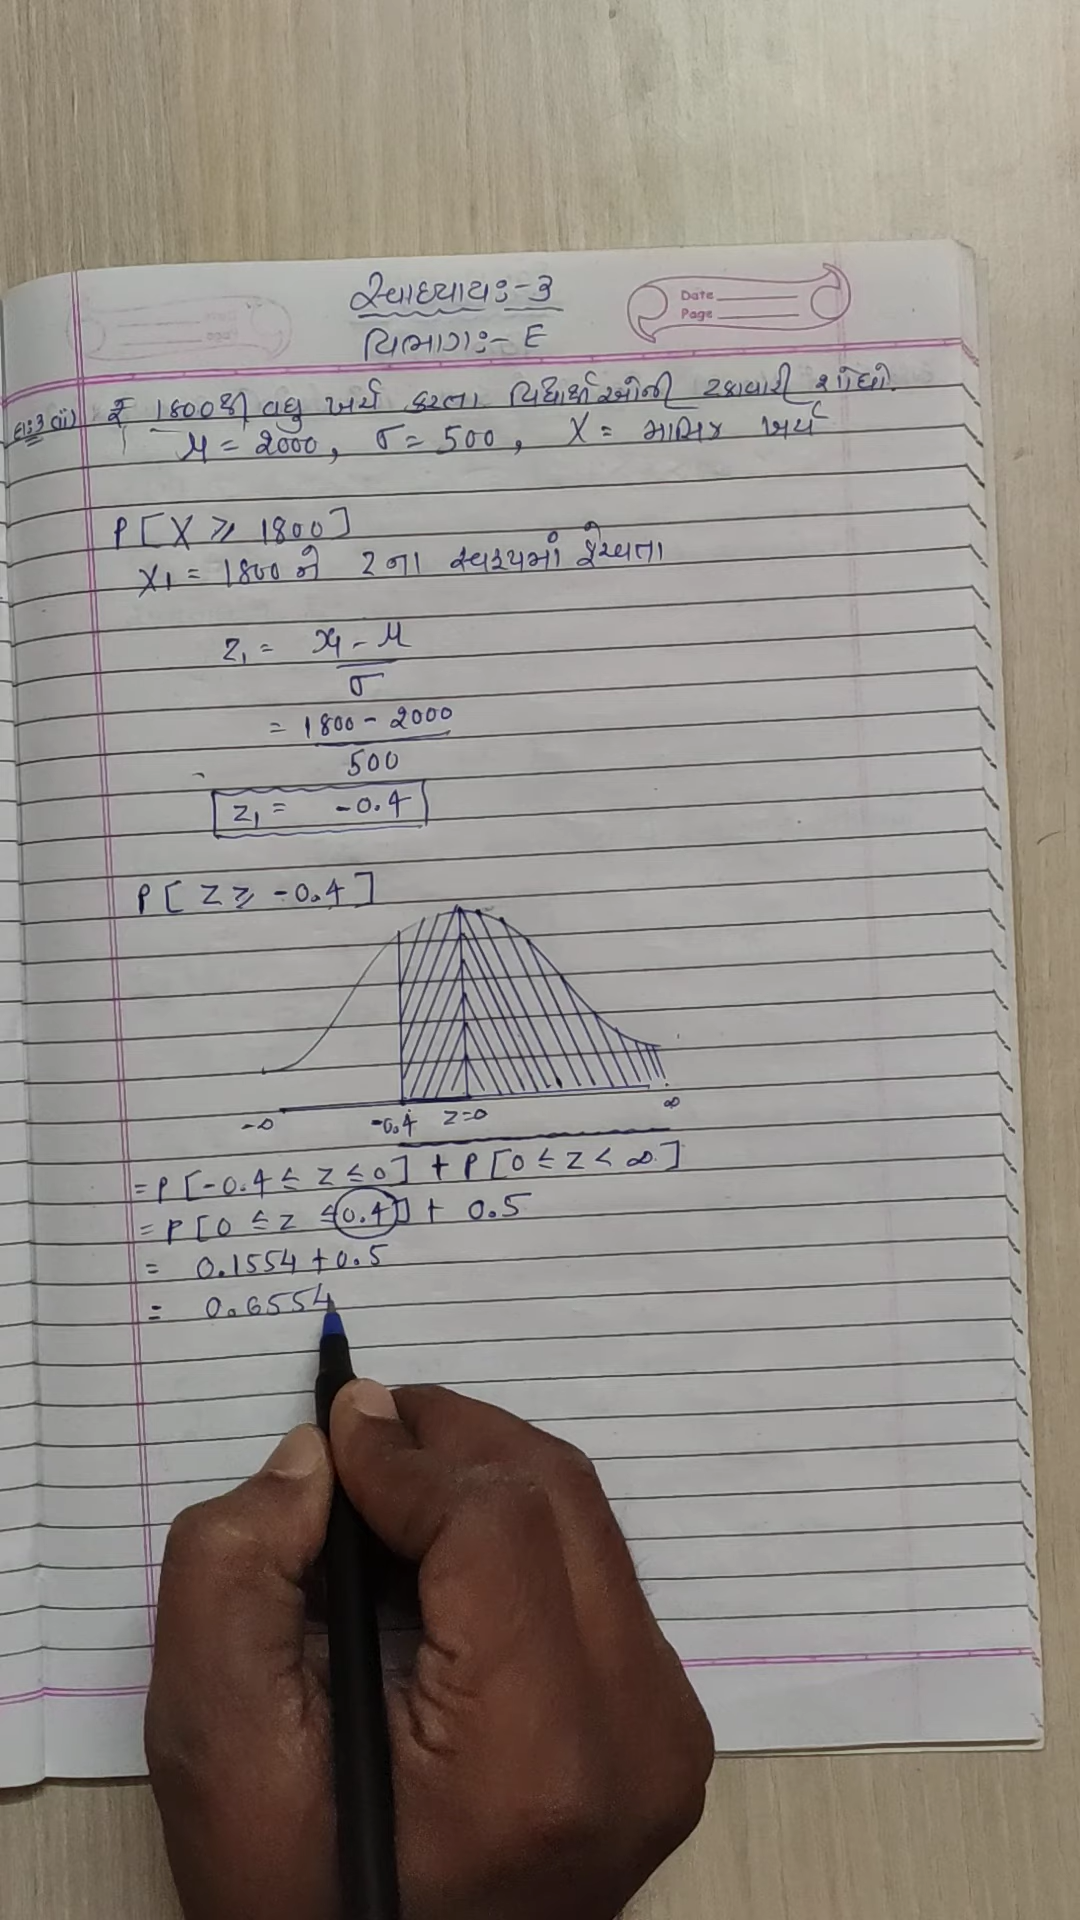 સ્વાધ્યાય:-3
વિભાગ:- E
Date
Page
દા:3 (ii) ₹ 1800થી વધુ ખર્ચ કરતા વિદ્યાર્થીઓની ટકાવારી શોધો.
μ = 2000, σ = 500, X = માસિક ખર્ચ
P [X ≥ 1800]
X₁ = 1800 ને Z ના સ્વરૂપમાં ફેરવતા
Z₁ = x₁ - μ
σ
= 1800 - 2000
500
Z₁ = -0.4
P [ Z ≥ -0.4 ]
-∞ -0.4 Z=0 ∞
= P [-0.4 ≤ Z ≤ 0] + P [0 ≤ Z < ∞]
= P [0 ≤ Z ≤ 0.4] + 0.5
= 0.1554 + 0.5
= 0.6554